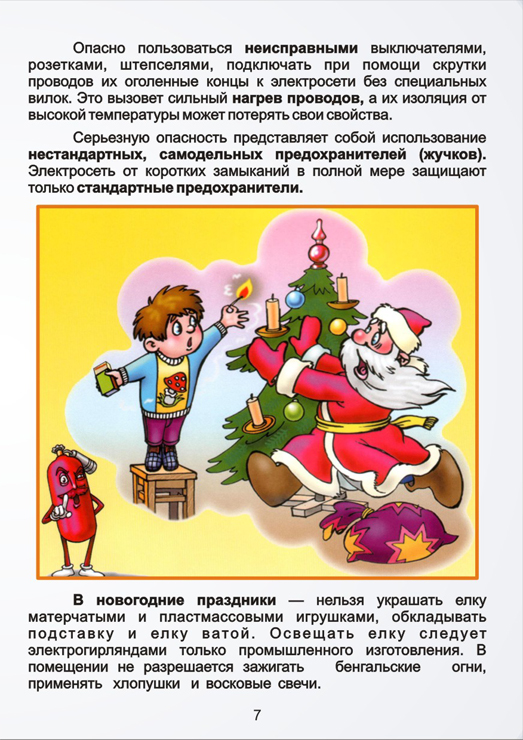 Опасно пользоваться неисправными выключателями,
розетками, штепселями, подключать при помощи скрутки
проводов их оголенные концы к электросети без специальных
вилок. Это вызовет сильный нагрев проводов, а их изоляция от
высокой температуры может потерять свои свойства.
Серьезную опасность представляет собой использование
нестандартных, самодельных предохранителей (жучков).
Электросеть от коротких замыканий в полной мере защищают
только стандартные предохранители.
В новогодние праздники — нельзя украшать елку
матерчатыми и пластмассовыми игрушками, обкладывать
подставку и елку ватой. Освещать елку следует
электрогирляндами только промышленного изготовления. В
помещении не разрешается зажигать бенгальские огни,
применять хлопушки и восковые свечи.
7